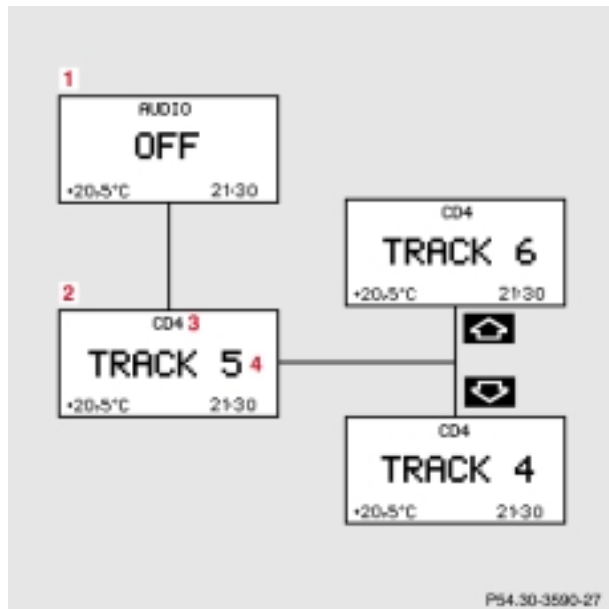 1
AUDIO
OFF
+20,5°C 21:30
2
CD4 3
TRACK 5 4
+20,5°C 21:30
CD4
TRACK 6
+20,5°C 21:30
CD4
TRACK 4
+20,5°C 21:30
P54.30-3590-27